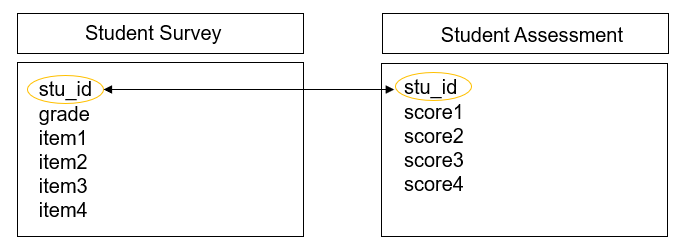 Student Survey
stu_id
grade
item1
item2
item3
item4
Student Assessment
stu_id
score1
score2
score3
score4